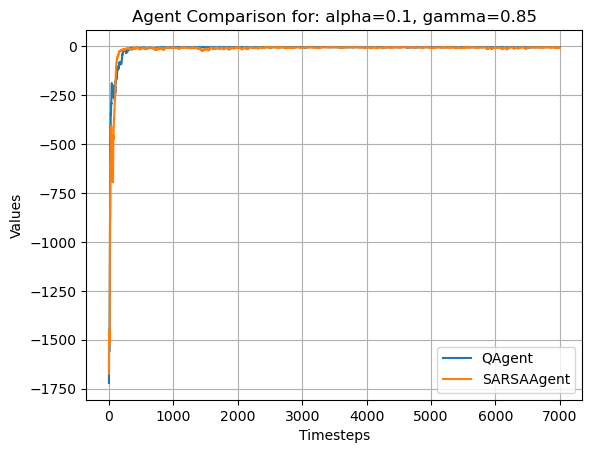 Agent Comparison for: alpha=0.1, gamma=0.85
Values
0
−250
−500
−750
−1000
−1250
−1500
−1750
QAgent
SARSAAgent
0 1000 2000 3000 4000 5000 6000 7000
Timesteps